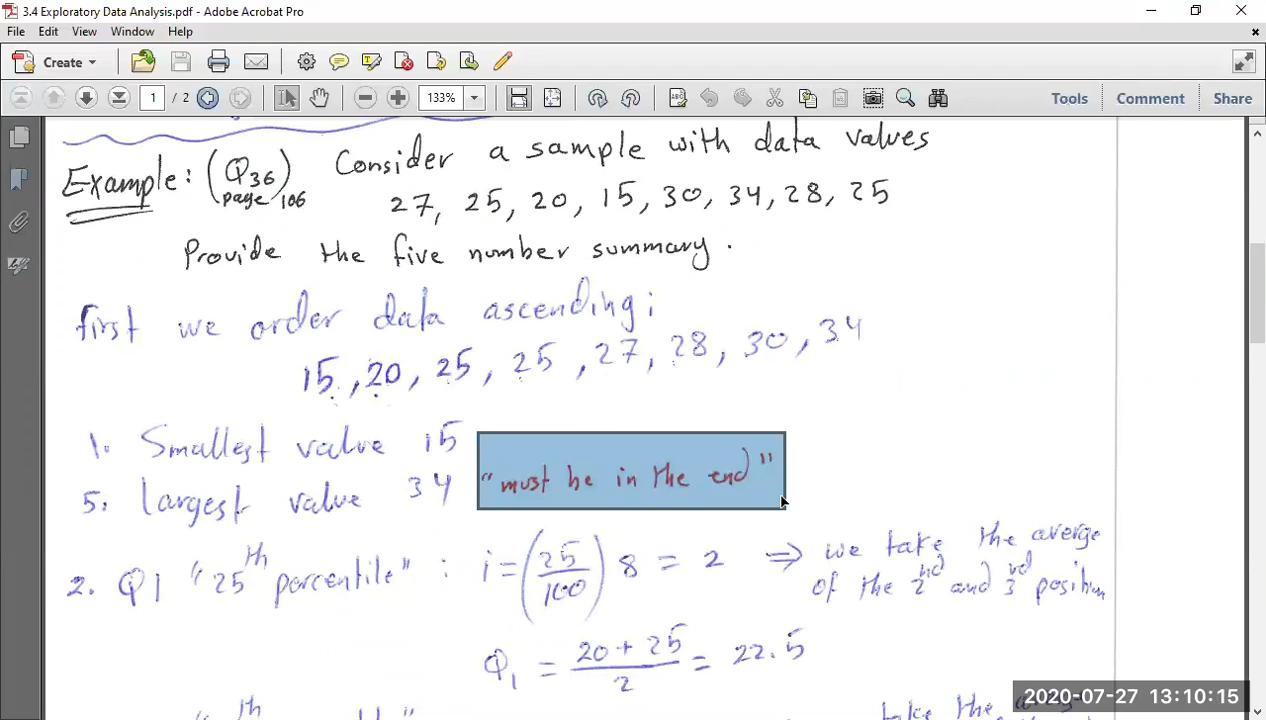 3.4 Exploratory Data Analysis.pdf - Adobe Acrobat Pro
File Edit View Window Help
Create
1 / 2 133% Tools Comment Share
Example: (Q36 page 106) Consider a sample with data values
27, 25, 20, 15, 30, 34, 28, 25
Provide the five number summary.
first we order data ascending;
15, 20, 25, 25, 27, 28, 30, 34
1. Smallest value 15
"must be in the end"
5. largest value 34
2. Q1 "25th percentile" : i = (25/100) 8 = 2 ⇒ we take the averge
of the 2nd and 3rd position
Q1 = 20 + 25 / 2 = 22.5
th take the
2020-07-27 13:10:15